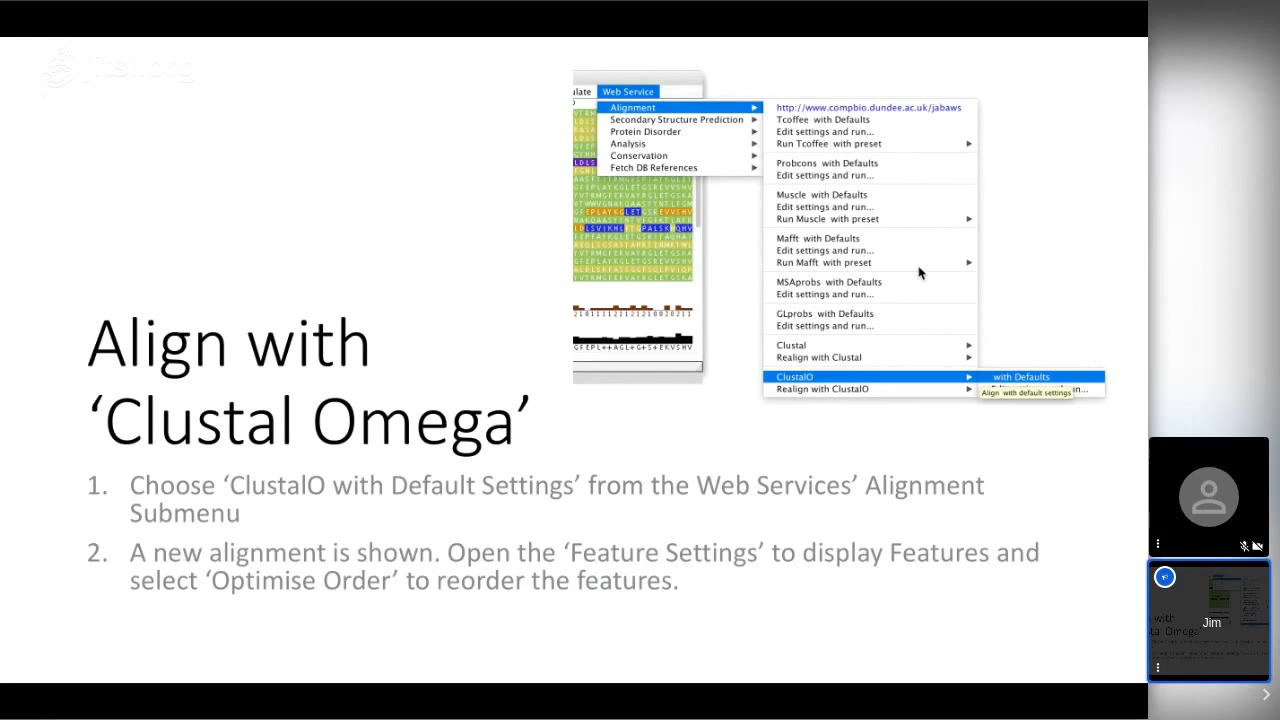 jitsi.org
ulate Web Service
Alignment
Secondary Structure Prediction
Protein Disorder
Analysis
Conservation
Fetch DB References
http://www.compbio.dundee.ac.uk/jabaws
Tcoffee with Defaults
Edit settings and run...
Run Tcoffee with preset
Probcons with Defaults
Edit settings and run...
Muscle with Defaults
Edit settings and run...
Run Muscle with preset
Mafft with Defaults
Edit settings and run...
Run Mafft with preset
MSAprobs with Defaults
Edit settings and run...
GLprobs with Defaults
Edit settings and run...
Clustal
Realign with Clustal
ClustalO
with Defaults
Realign with ClustalO
Align with default settings
Align with
‘Clustal Omega’
1. Choose ‘ClustalO with Default Settings’ from the Web Services’ Alignment
Submenu
2. A new alignment is shown. Open the ‘Feature Settings’ to display Features and
select ‘Optimise Order’ to reorder the features.
Jim